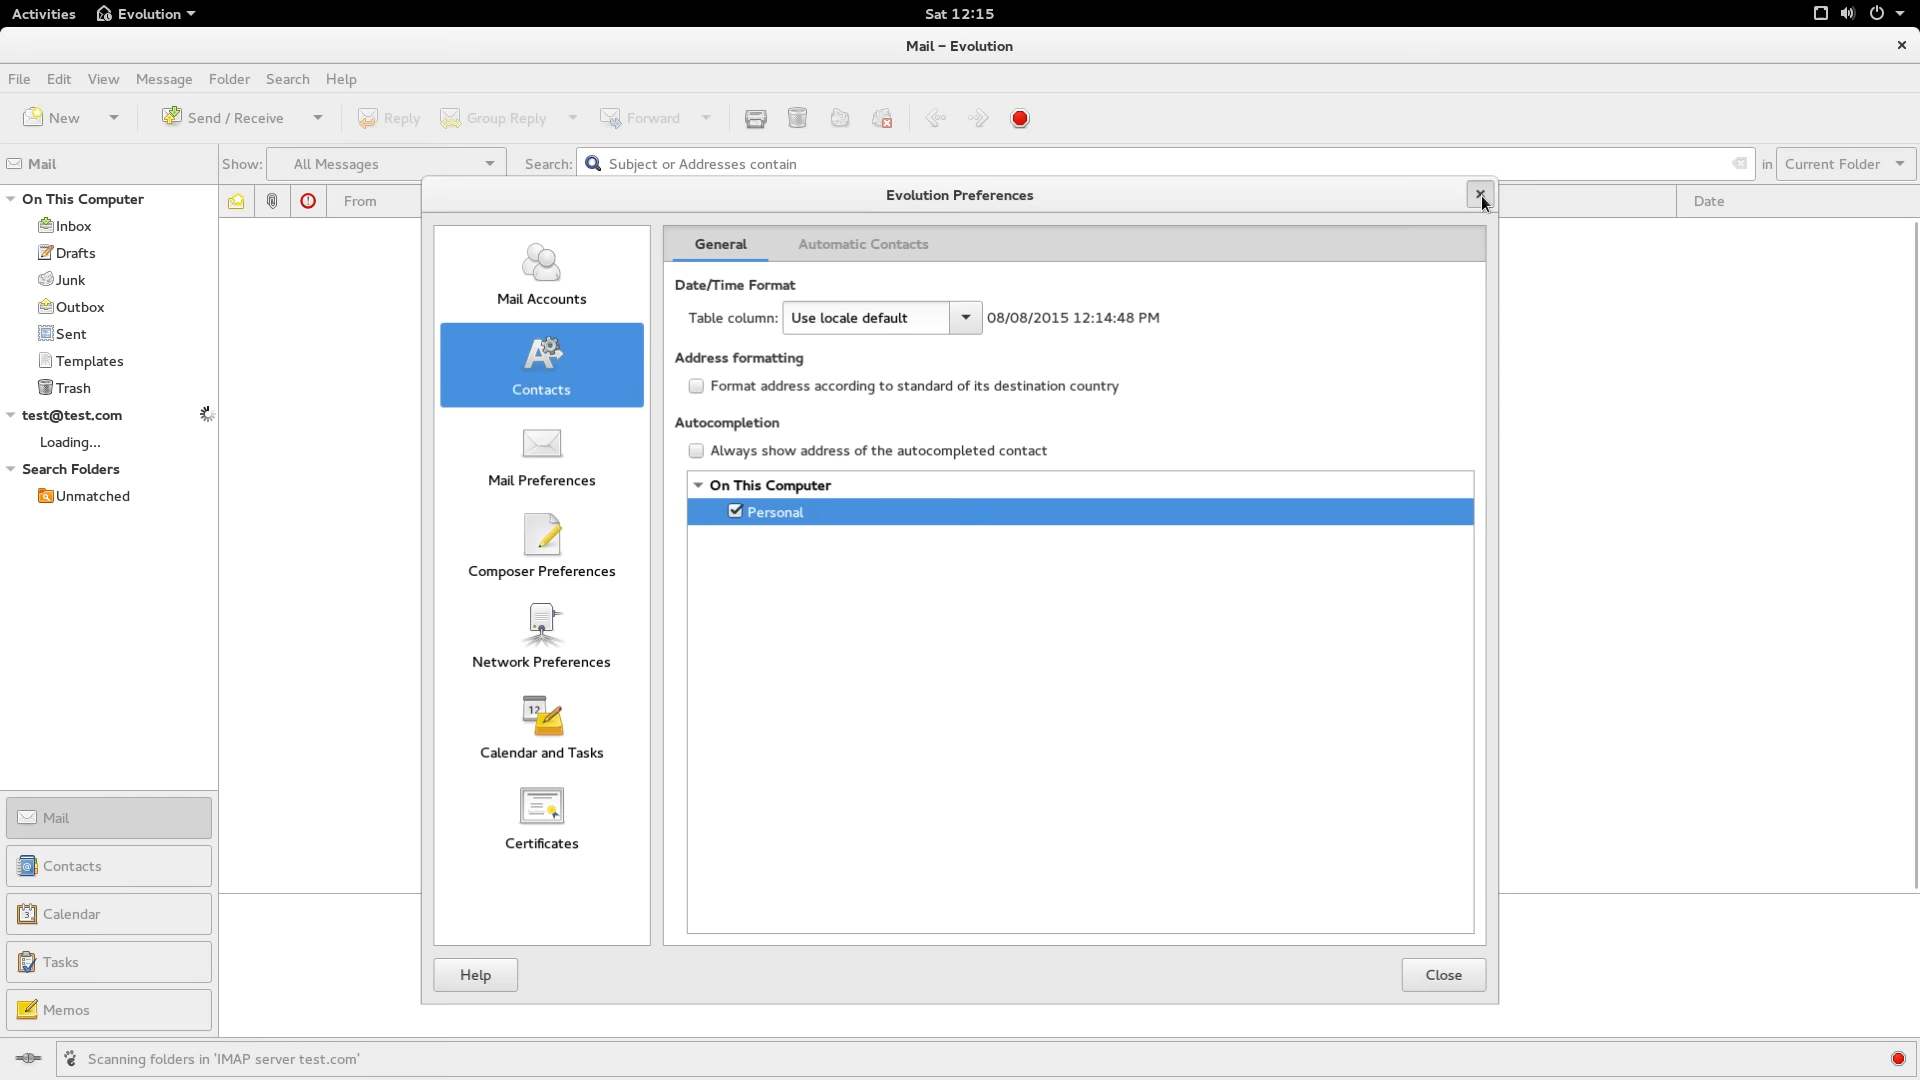 Activities Evolution Sat 12:15
Mail – Evolution
File Edit View Message Folder Search Help
New Send / Receive Reply Group Reply Forward
Mail Show: All Messages Search: Subject or Addresses contain in Current Folder
On This Computer
Inbox
Drafts
Junk
Outbox
Sent
Templates
Trash
test@test.com
Loading...
Search Folders
Unmatched
From Date
Evolution Preferences
Mail Accounts
Contacts
Mail Preferences
Composer Preferences
Network Preferences
12
Calendar and Tasks
Certificates
General Automatic Contacts
Date/Time Format
Table column: Use locale default 08/08/2015 12:14:48 PM
Address formatting
Format address according to standard of its destination country
Autocompletion
Always show address of the autocompleted contact
On This Computer
Personal
Help Close
Mail
Contacts
Calendar
Tasks
Memos
Scanning folders in 'IMAP server test.com'